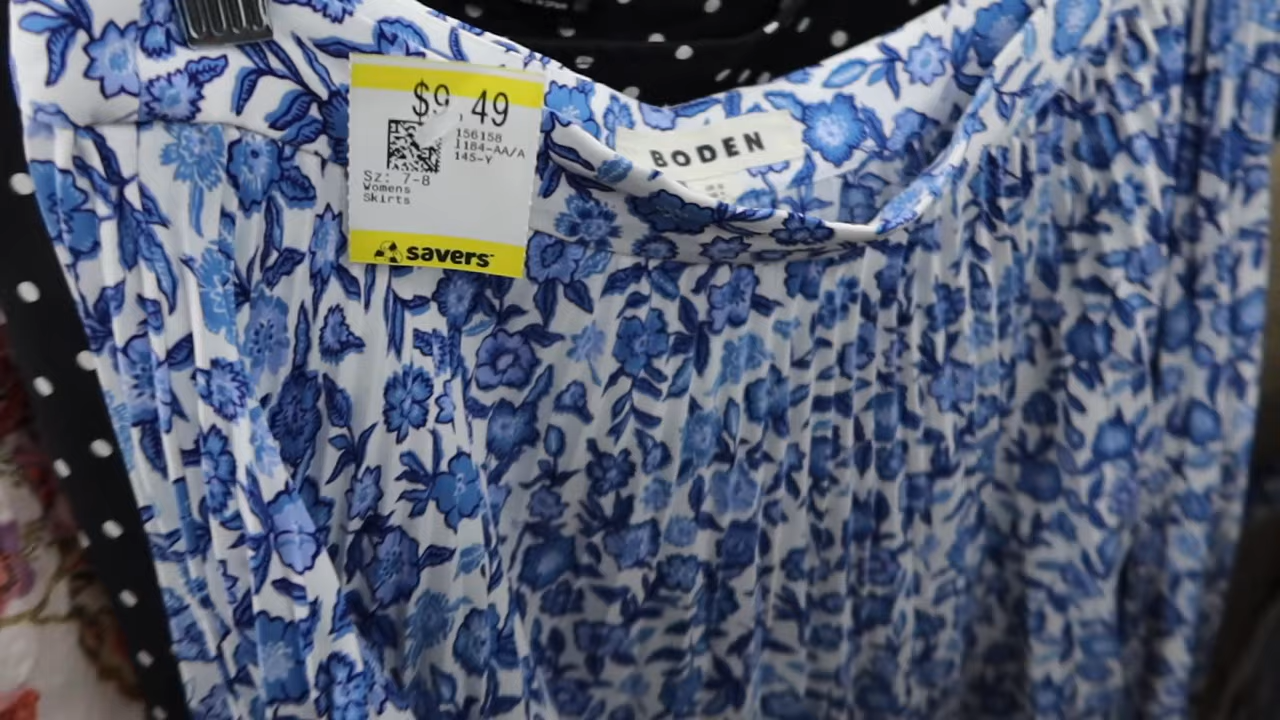 $9.49
156158
1184-AA/A
145-Y
Sz: 7-8
Womens
Skirts
savers
BODEN